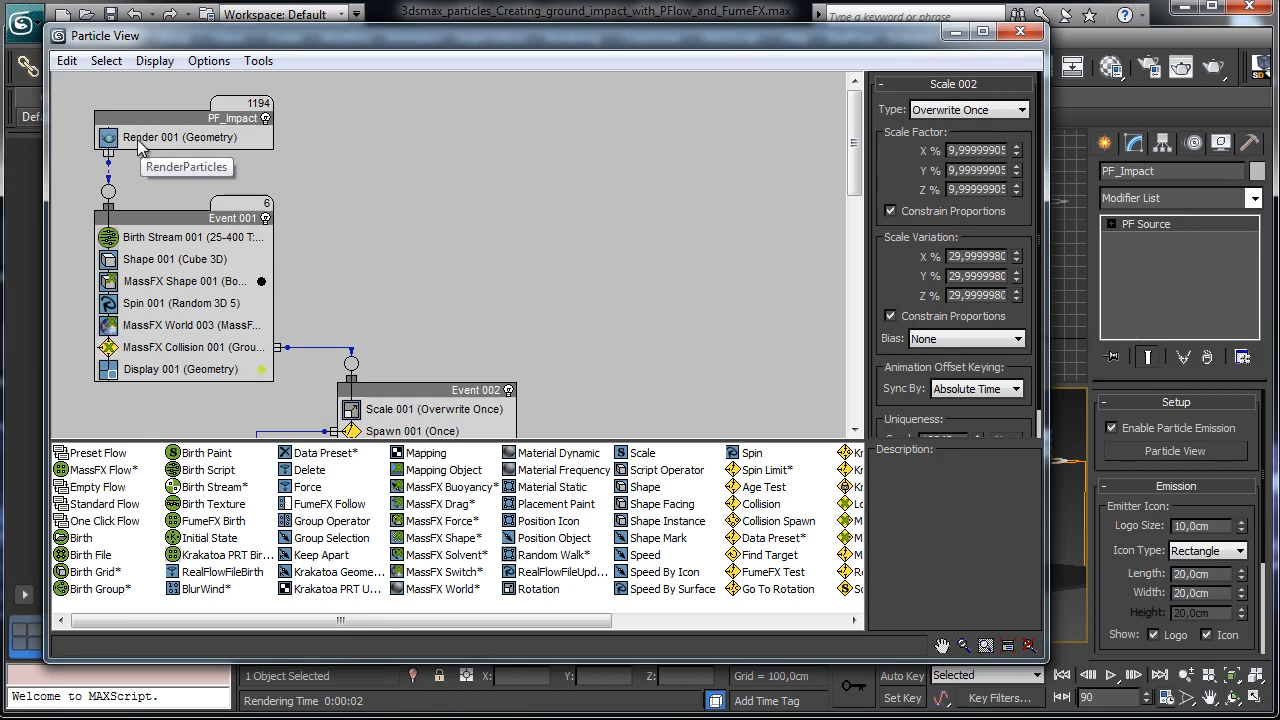 Workspace: Default
3dsmax_particles_Creating_ground_impact_with_PFlow_and_FumeFX.max
Type a keyword or phrase
Particle View
Edit Select Display Options Tools
1194
PF_Impact
Render 001 (Geometry)
RenderParticles
6
Event 001
Birth Stream 001 (25-400 T:...
Shape 001 (Cube 3D)
MassFX Shape 001 (Bo...
Spin 001 (Random 3D 5)
MassFX World 003 (MassF...
MassFX Collision 001 (Grou...
Display 001 (Geometry)
Event 002
Scale 001 (Overwrite Once)
Spawn 001 (Once)
Scale 002
Type: Overwrite Once
Scale Factor:
X % 9,99999905
Y % 9,99999905
Z % 9,99999905
Constrain Proportions
Scale Variation:
X % 29,9999980
Y % 29,9999980
Z % 29,9999980
Constrain Proportions
Bias: None
Animation Offset Keying:
Sync By: Absolute Time
Uniqueness:
Description:
Preset Flow Birth Paint Data Preset* Mapping Material Dynamic Scale Spin
MassFX Flow* Birth Script Delete Mapping Object Material Frequency Script Operator Spin Limit*
Empty Flow Birth Stream* Force MassFX Buoyancy* Material Static Shape Age Test
Standard Flow Birth Texture FumeFX Follow MassFX Drag* Placement Paint Shape Facing Collision
One Click Flow FumeFX Birth Group Operator MassFX Force* Position Icon Shape Instance Collision Spawn
Birth Initial State Group Selection MassFX Shape* Position Object Shape Mark Data Preset*
Birth File Krakatoa PRT Bir... Keep Apart MassFX Solvent* Random Walk* Speed Find Target
Birth Grid* RealFlowFileBirth Krakatoa Geome... MassFX Switch* RealFlowFileUpd... Speed By Icon FumeFX Test
Birth Group* BlurWind* Krakatoa PRT U... MassFX World* Rotation Speed By Surface Go To Rotation
PF_Impact
Modifier List
PF Source
Setup
Enable Particle Emission
Particle View
Emission
Emitter Icon:
Logo Size: 10,0cm
Icon Type: Rectangle
Length: 20,0cm
Width: 20,0cm
Height: 20,0cm
Show: Logo Icon
1 Object Selected X: Y: Z: Grid = 100,0cm Auto Key Selected
Welcome to MAXScript. Rendering Time 0:00:02 Add Time Tag Set Key Key Filters... 90